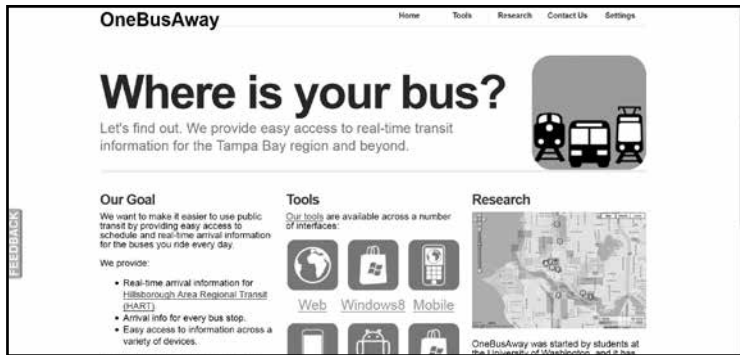 OneBusAway
Home Tools Research Contact Us Settings
Where is your bus?
Let's find out. We provide easy access to real-time transit
information for the Tampa Bay region and beyond.
FEEDBACK
Our Goal
We want to make it easier to use public
transit by providing easy access to
schedule and real-time arrival information
for the buses you ride every day.
We provide:
• Real-time arrival information for
Hillsborough Area Regional Transit
(HART).
• Arrival info for every bus stop.
• Easy access to information across a
variety of devices.
Tools
Our tools are available across a number
of interfaces:
Web Windows8 Mobile
Research
OneBusAway was started by students at
the University of Washington, and it has